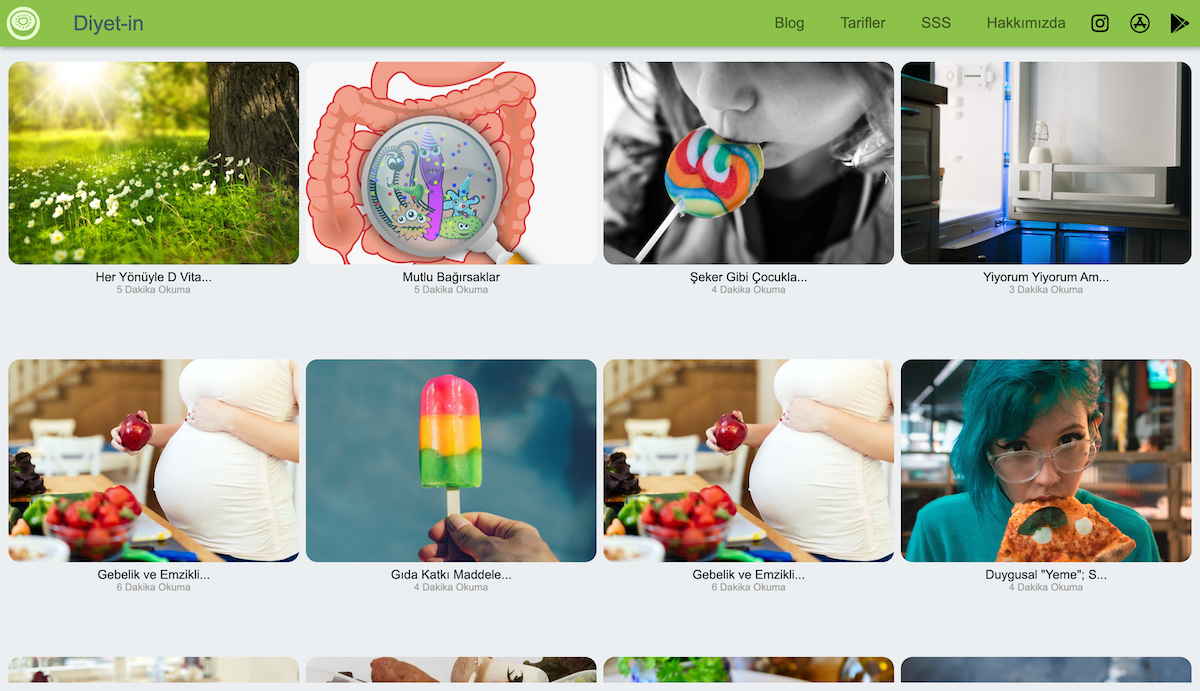 Diyet-in
Blog
Tarifler
SSS
Hakkımızda
Her Yönüyle D Vita...
5 Dakika Okuma
Mutlu Bağırsaklar
5 Dakika Okuma
Şeker Gibi Çocukla...
4 Dakika Okuma
Yiyorum Yiyorum Am...
3 Dakika Okuma
Gebelik ve Emzikli...
6 Dakika Okuma
Gıda Katkı Maddele...
4 Dakika Okuma
Gebelik ve Emzikli...
6 Dakika Okuma
Duygusal "Yeme"; S...
4 Dakika Okuma